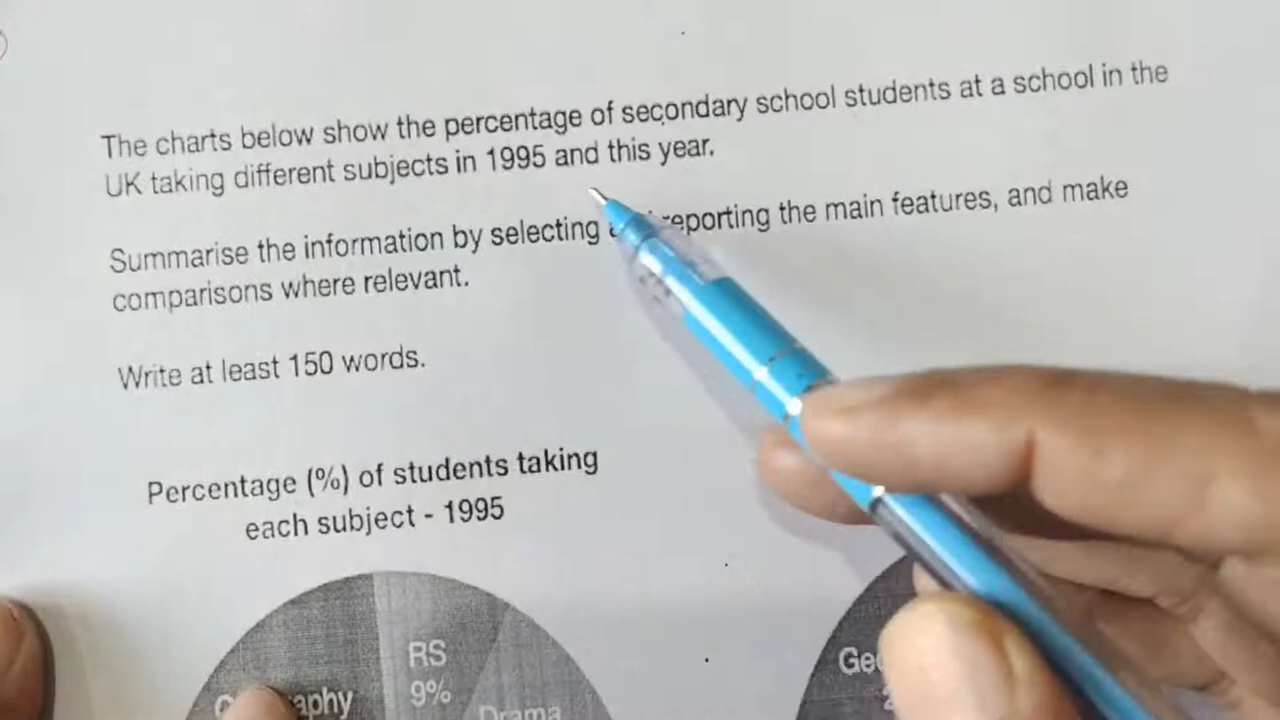 The charts below show the percentage of secondary school students at a school in the
UK taking different subjects in 1995 and this year.
Summarise the information by selecting reporting the main features, and make
comparisons where relevant.
Write at least 150 words.
Percentage (%) of students taking
each subject - 1995
RS
9%
Drama